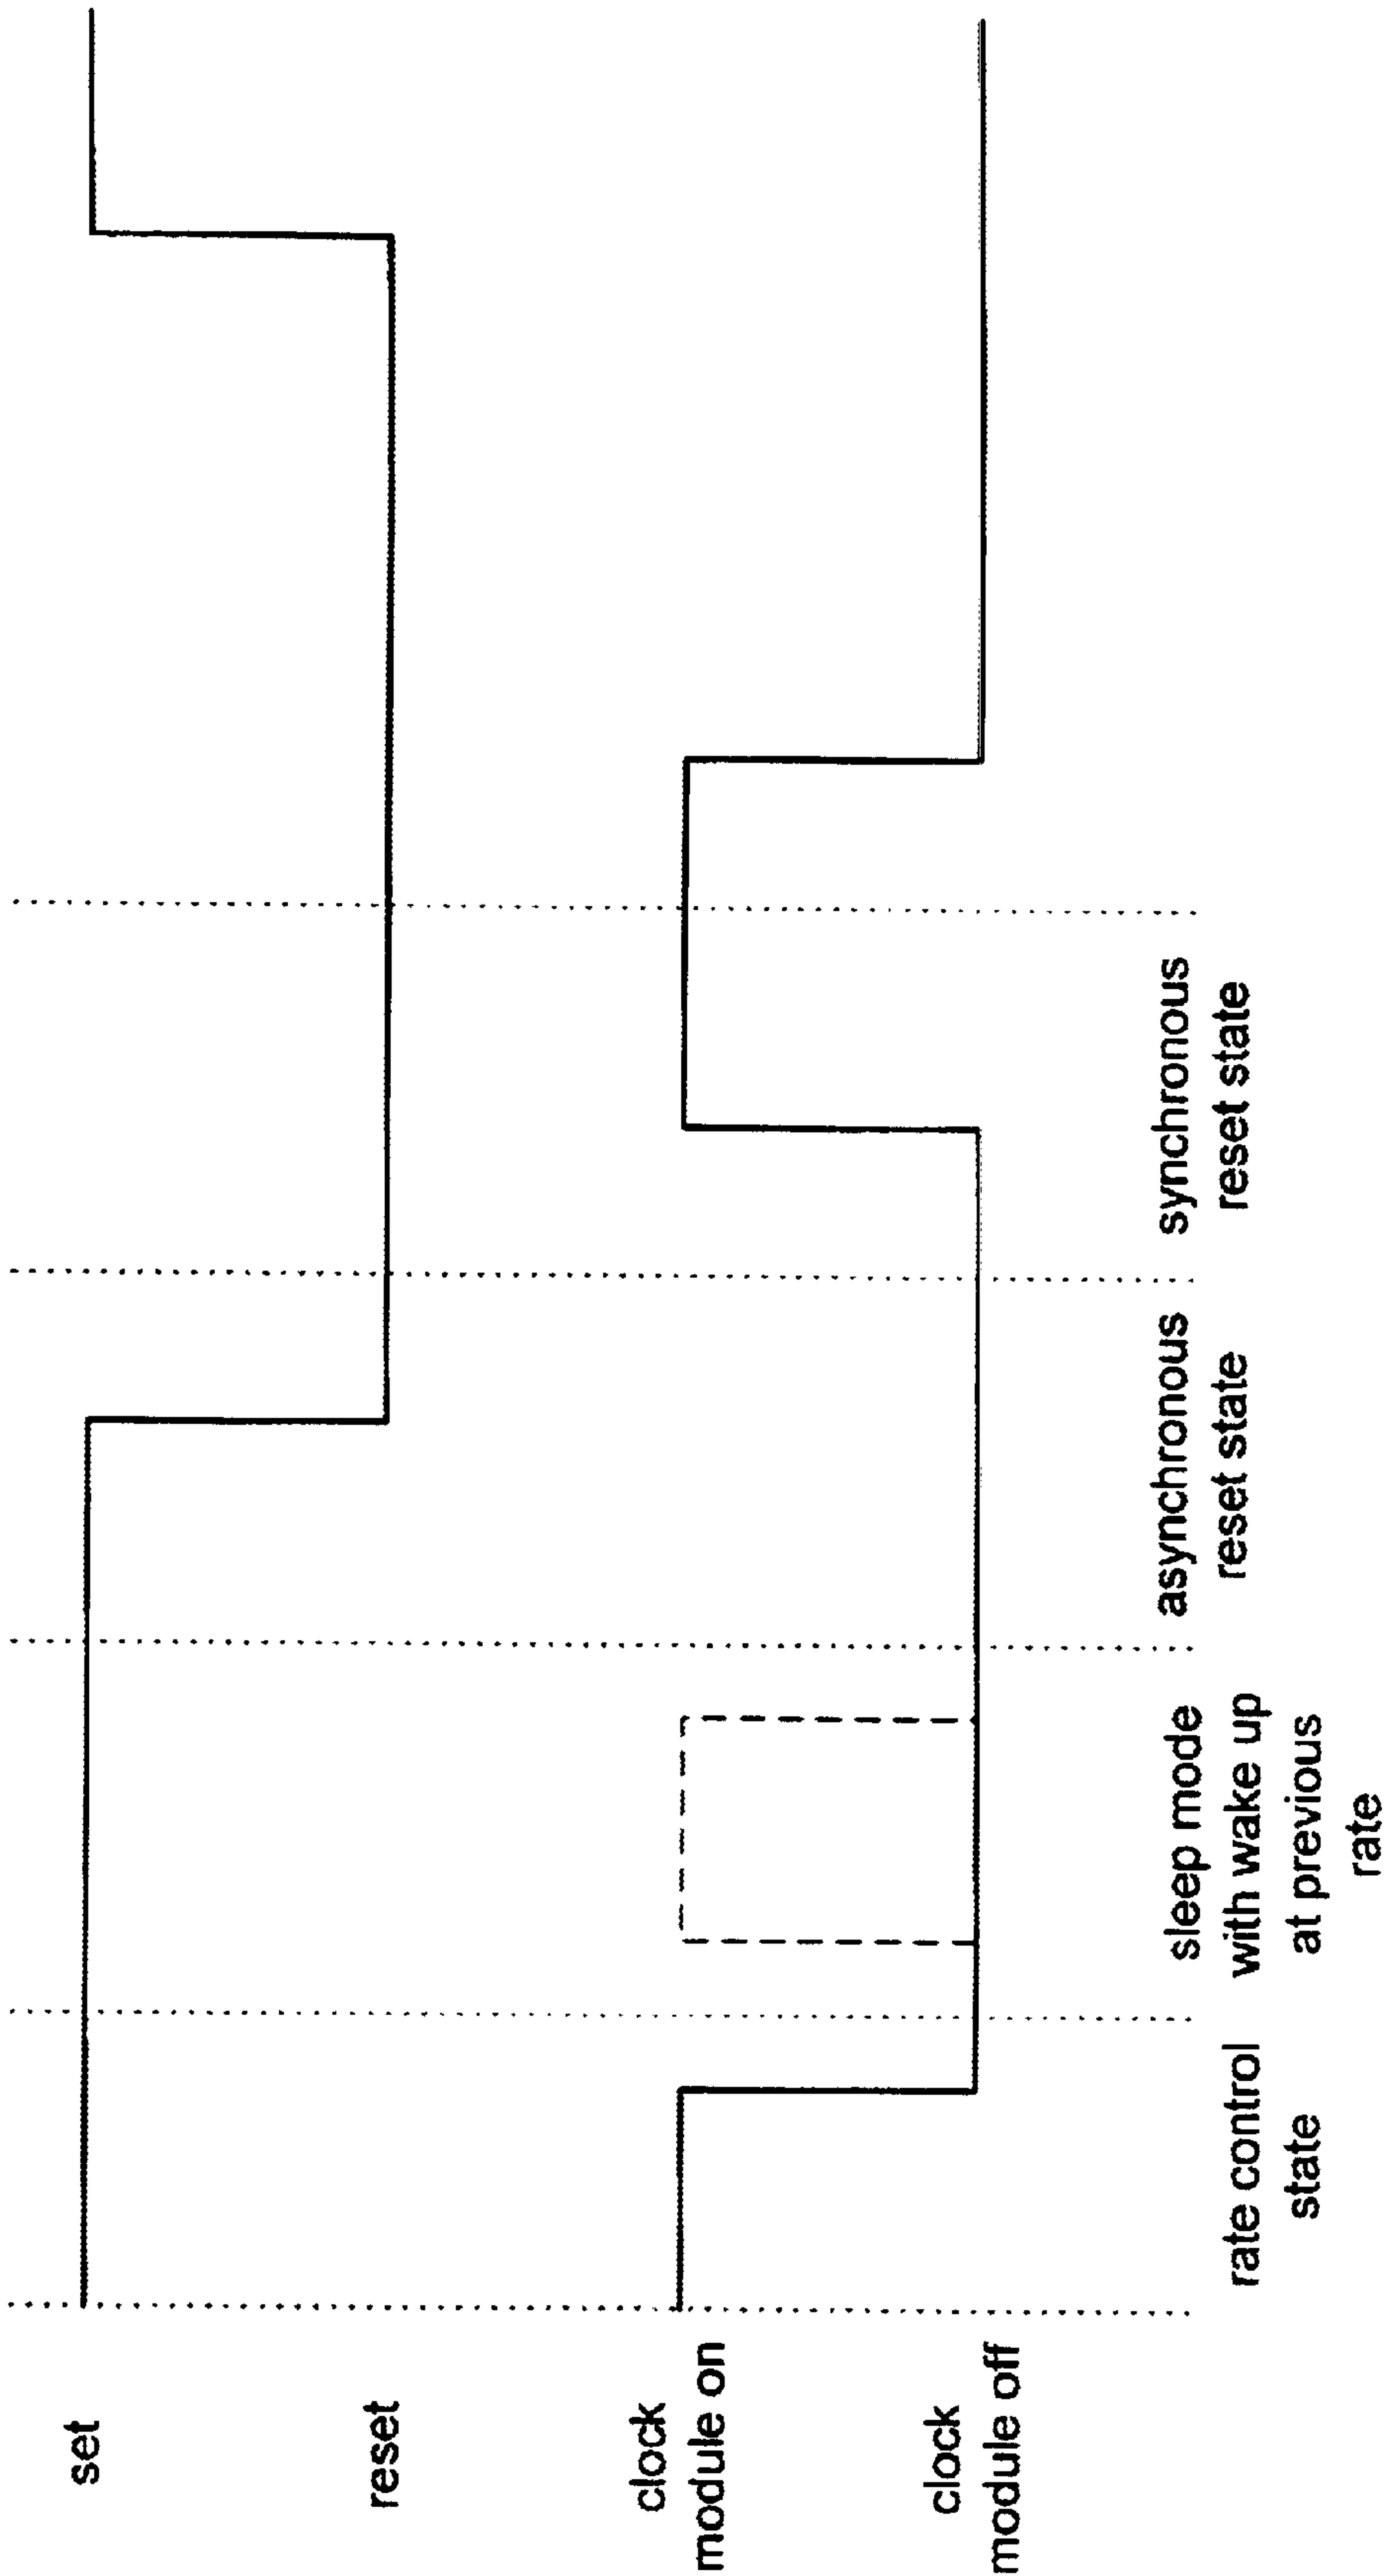 set
reset
clock
module on
clock
module off
rate control
state
sleep mode
with wake up
at previous
rate
asynchronous
reset state
synchronous
reset state